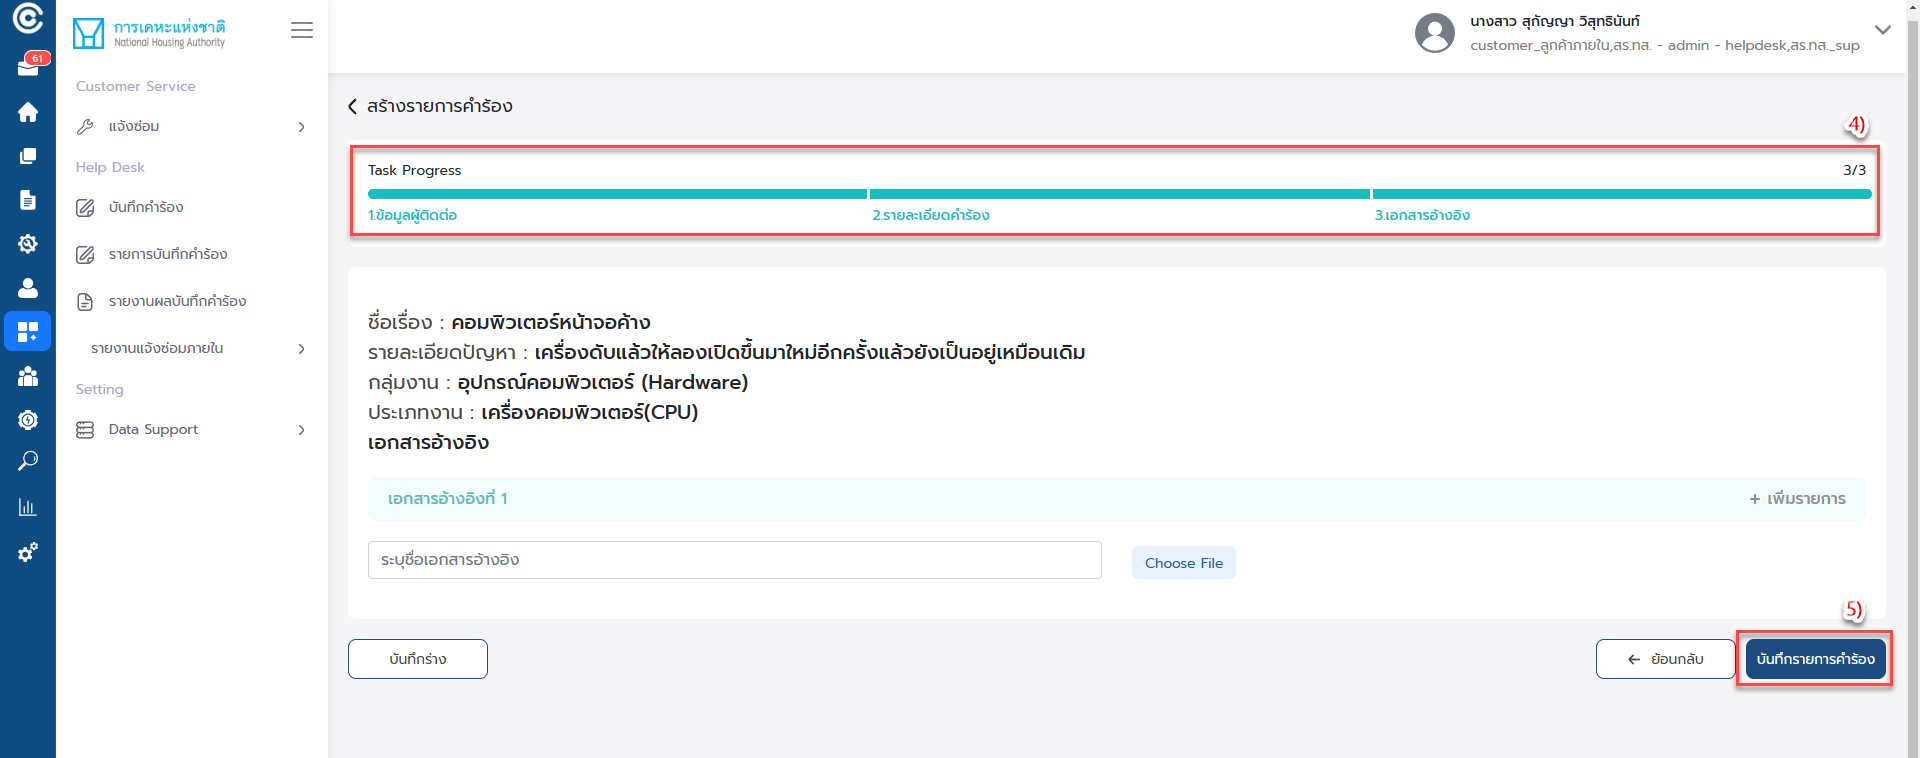 61
การเคหะแห่งชาติ
National Housing Authority
Customer Service
แจ้งซ่อม
Help Desk
บันทึกคำร้อง
รายการบันทึกคำร้อง
รายงานผลบันทึกคำร้อง
รายงานแจ้งซ่อมภายใน
Setting
Data Support
นางสาว สุกัญญา วิสุทธินันท์
customer_ลูกค้าภายใน,สร.ทส. - admin - helpdesk,สร.ทส._sup
สร้างรายการคำร้อง
4)
Task Progress
3/3
1.ข้อมูลผู้ติดต่อ
2.รายละเอียดคำร้อง
3.เอกสารอ้างอิง
ชื่อเรื่อง : คอมพิวเตอร์หน้าจอค้าง
รายละเอียดปัญหา : เครื่องดับแล้วให้ลองเปิดขึ้นมาใหม่อีกครั้งแล้วยังเป็นอยู่เหมือนเดิม
กลุ่มงาน : อุปกรณ์คอมพิวเตอร์ (Hardware)
ประเภทงาน : เครื่องคอมพิวเตอร์(CPU)
เอกสารอ้างอิง
เอกสารอ้างอิงที่ 1
+ เพิ่มรายการ
ระบุชื่อเอกสารอ้างอิง
Choose File
5)
บันทึกร่าง
← ย้อนกลับ
บันทึกรายการคำร้อง